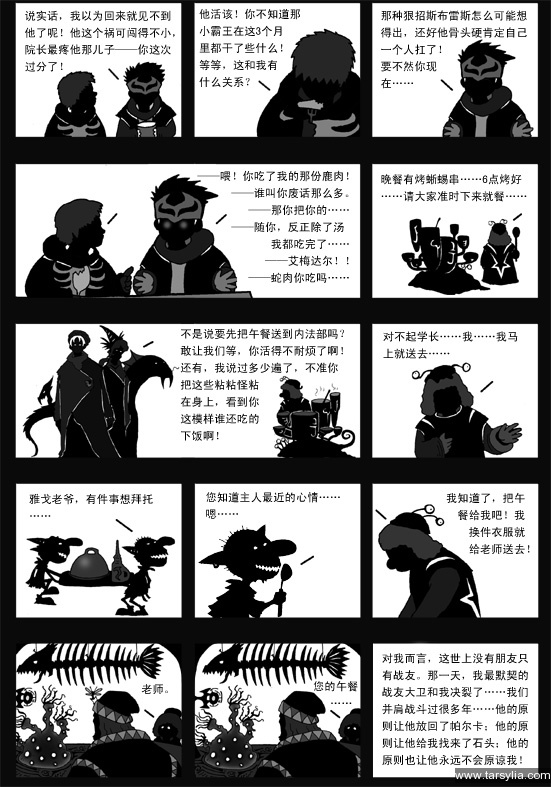 说实话，我以为回来就见不到
他了呢！他这个祸可闯得不小，
院长最疼他那儿子——你这次
过分了！
他活该！你不知道那
小霸王在这3个月
里都干了些什么！
等等，这和我有
什么关系？
那种狠招斯布雷斯怎么可能想
得出，还好他骨头硬肯定自己
一个人扛了！
要不然你现
在……
——喂！你吃了我的那份鹿肉！
——谁叫你废话那么多。
——那你把你的……
——随你，反正除了汤
我都吃完了……
——艾梅达尔！！
——蛇肉你吃吗……
晚餐有烤蜥蜴串……6点烤好
……请大家准时下来就餐……
不是说要先把午餐送到内法部吗？
敢让我们等，你活得不耐烦了啊！
还有，我说过多少遍了，不准你
把这些粘粘怪粘
在身上，看到你
这模样谁还吃的
下饭啊！
对不起学长……我……我马
上就送去……
雅戈老爷，有件事想拜托
……
您知道主人最近的心情……
嗯……
我知道了，把午
餐给我吧！我
换件衣服就
给老师送去！
老师。
您的午餐
……
对我而言，这世上没有朋友只
有战友。那一天，我最默契的
战友大卫和我决裂了……我们
并肩战斗过很多年……他的原
则让他放回了帕尔卡；他的原
则让他给我找来了石头；他的
原则也让他永远不会原谅我！
www.tarsylia.com